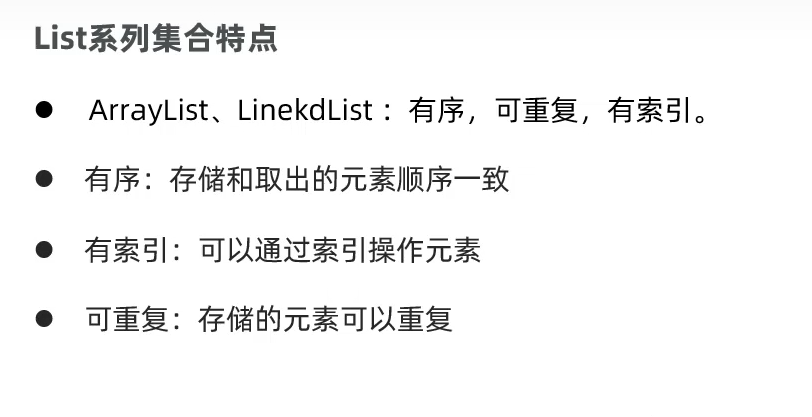 List系列集合特点
● ArrayList、LinekdList ：有序，可重复，有索引。
● 有序：存储和取出的元素顺序一致
● 有索引：可以通过索引操作元素
● 可重复：存储的元素可以重复